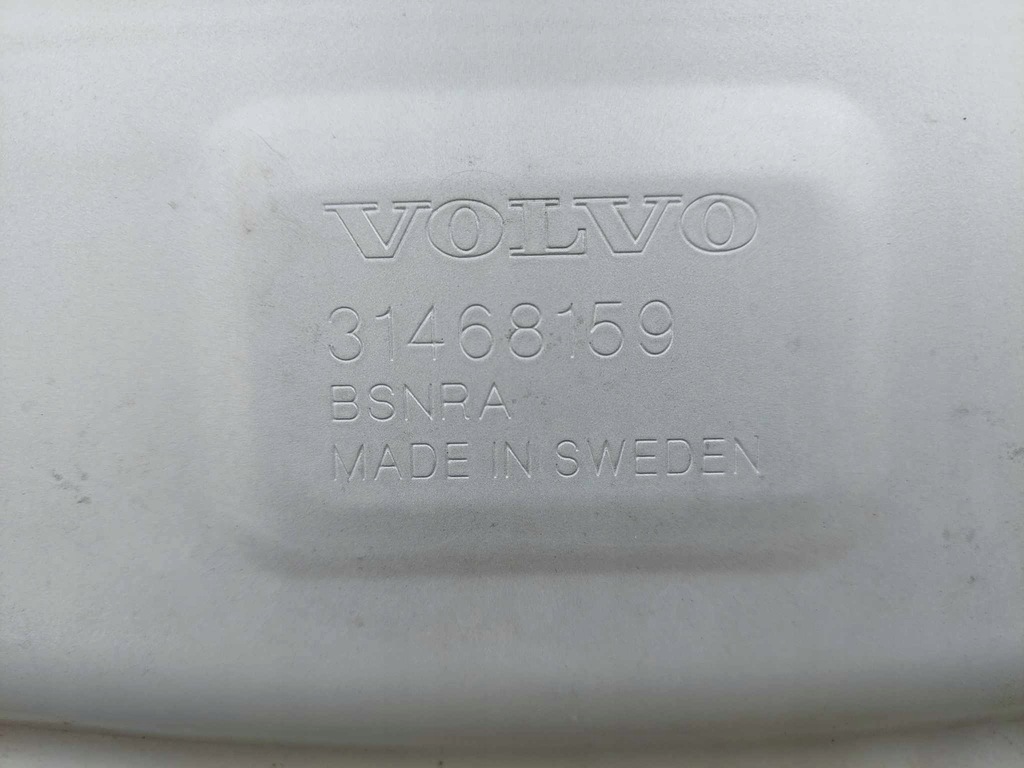 VOLVO
31468159
BSNRA
MADE IN SWEDEN